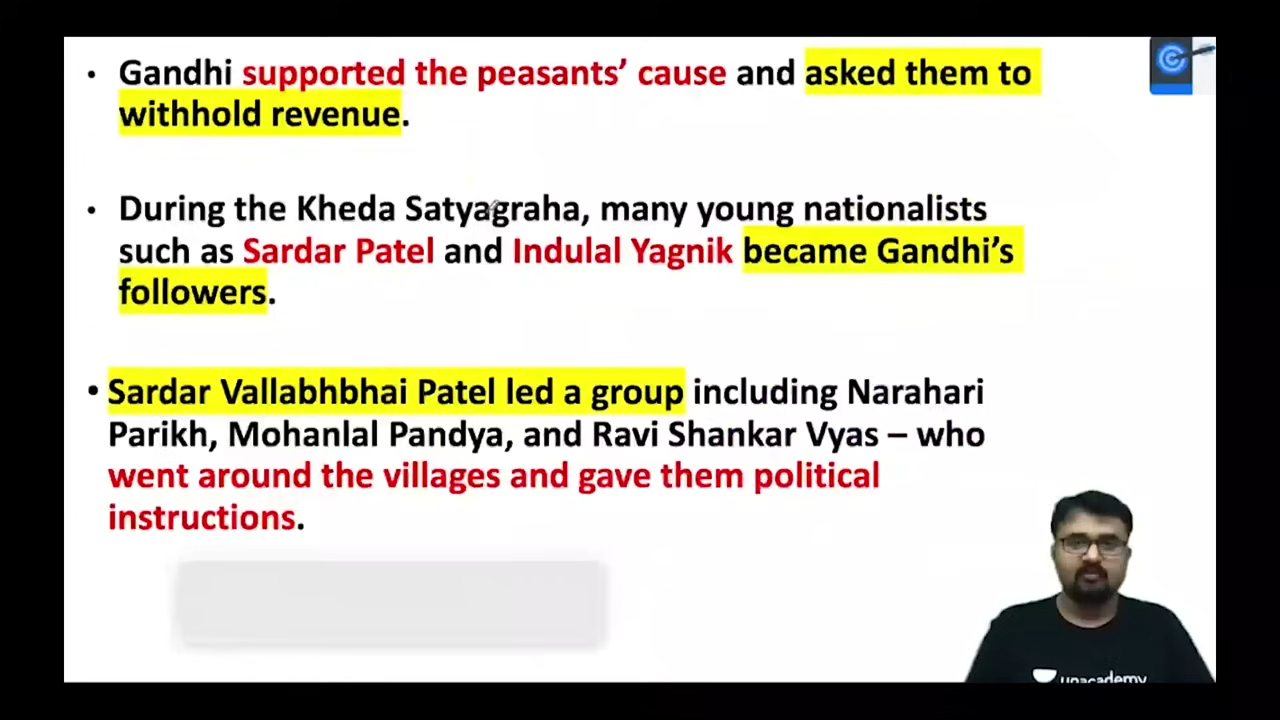 • Gandhi supported the peasants’ cause and asked them to
withhold revenue.
• During the Kheda Satyagraha, many young nationalists
such as Sardar Patel and Indulal Yagnik became Gandhi’s
followers.
• Sardar Vallabhbhai Patel led a group including Narahari
Parikh, Mohanlal Pandya, and Ravi Shankar Vyas – who
went around the villages and gave them political
instructions.
unacademy